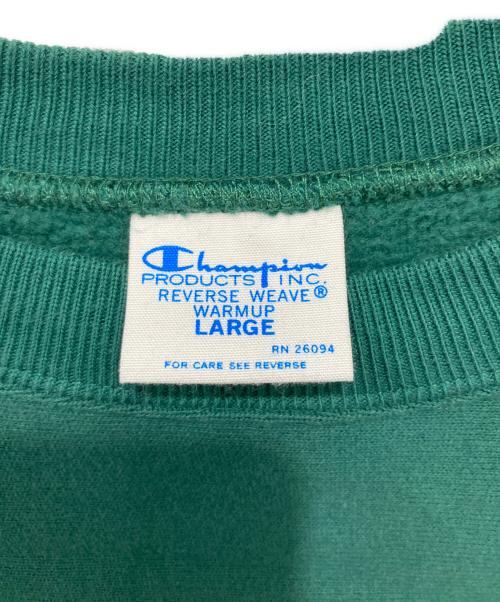 Champion
PRODUCTS INC.
REVERSE WEAVE®
WARMUP
LARGE
RN 26094
FOR CARE SEE REVERSE